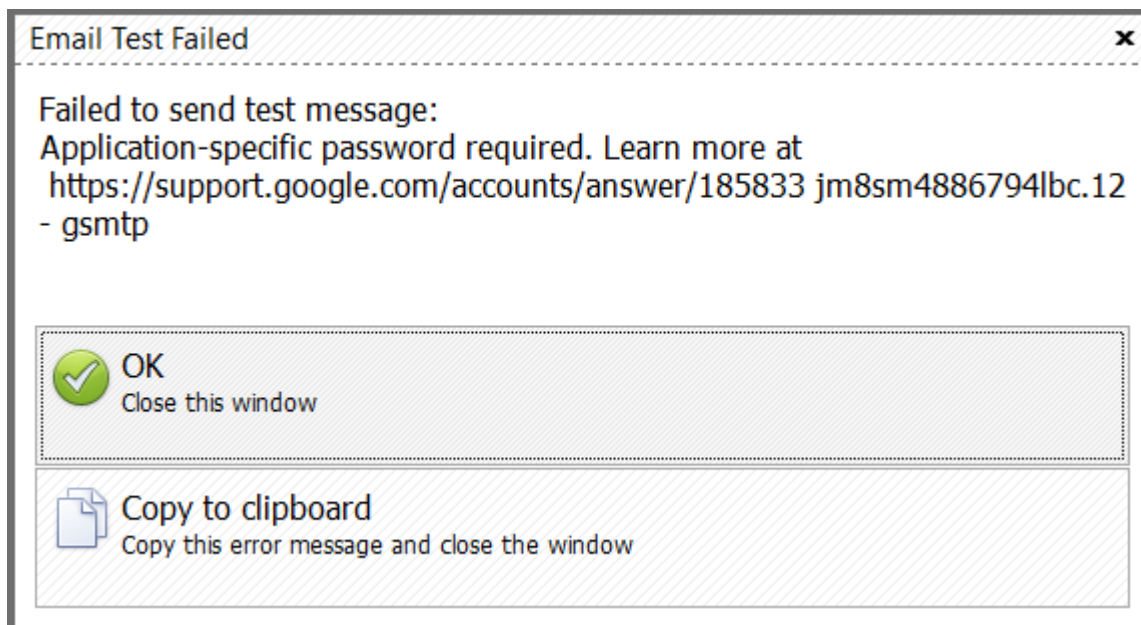 Email Test Failed
Failed to send test message:
Application-specific password required. Learn more at
https://support.google.com/accounts/answer/185833 jm8sm4886794lbc.12
- gsmtp
OK
Close this window
Copy to clipboard
Copy this error message and close the window